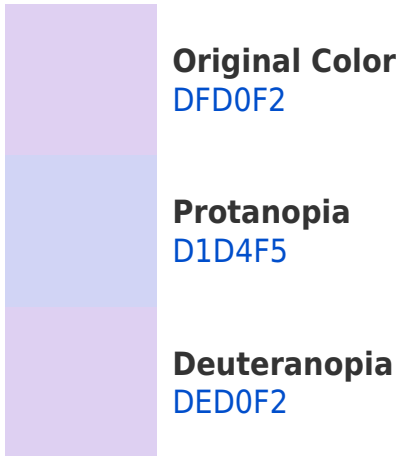 Original Color
DFD0F2
Protanopia
D1D4F5
Deuteranopia
DED0F2